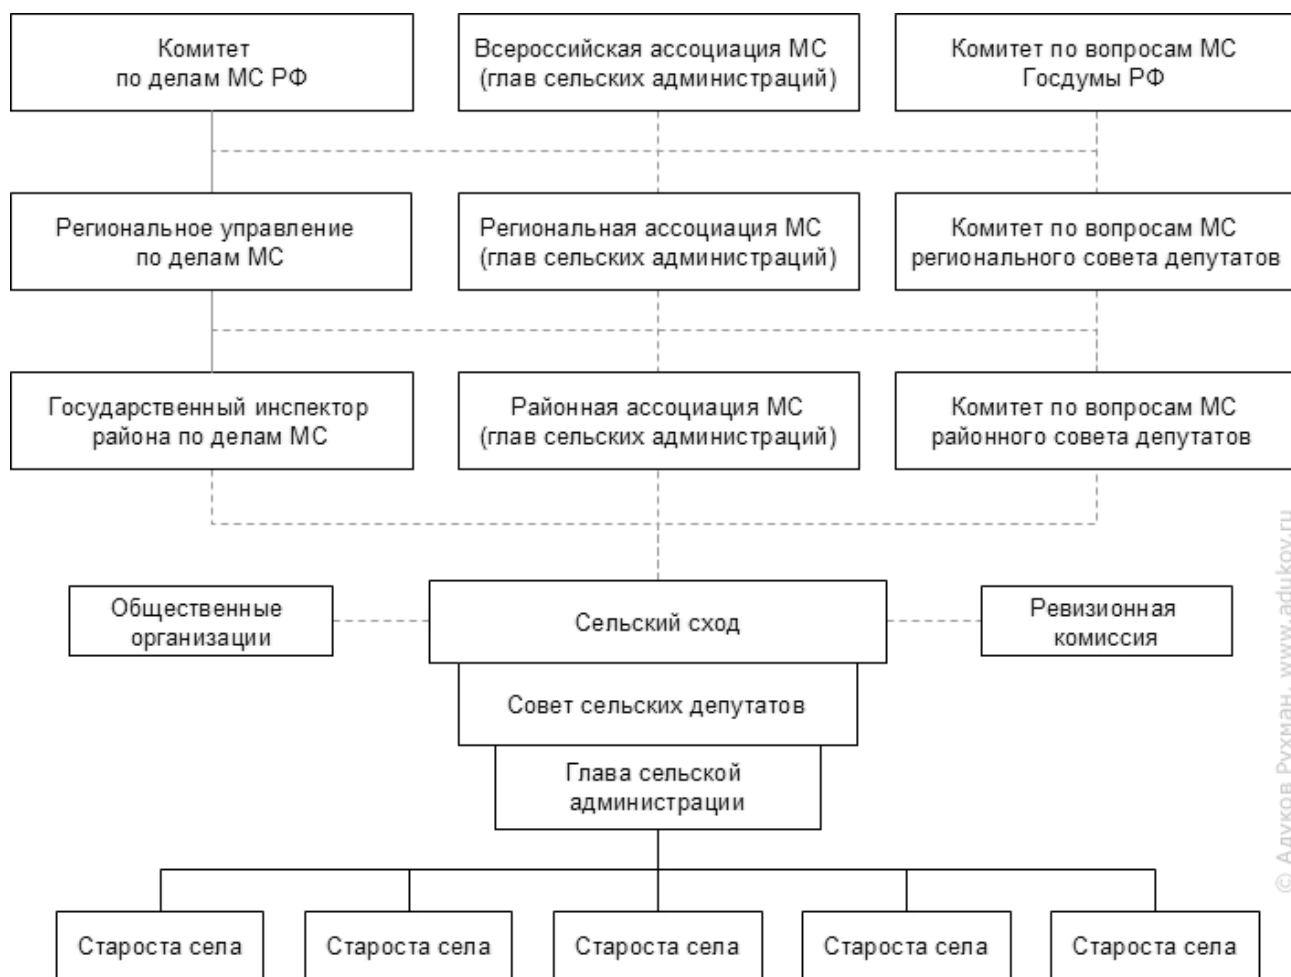 Комитет
по делам МС РФ
Всероссийская ассоциация МС
(глав сельских администраций)
Комитет по вопросам МС
Госдумы РФ
Региональное управление
по делам МС
Региональная ассоциация МС
(глав сельских администраций)
Комитет по вопросам МС
регионального совета депутатов
Государственный инспектор
района по делам МС
Районная ассоциация МС
(глав сельских администраций)
Комитет по вопросам МС
районного совета депутатов
Общественные
организации
Сельский сход
Ревизионная
комиссия
Совет сельских депутатов
Глава сельской
администрации
Староста села
Староста села
Староста села
Староста села
Староста села
© Адуков Рухман, www.adukov.ru